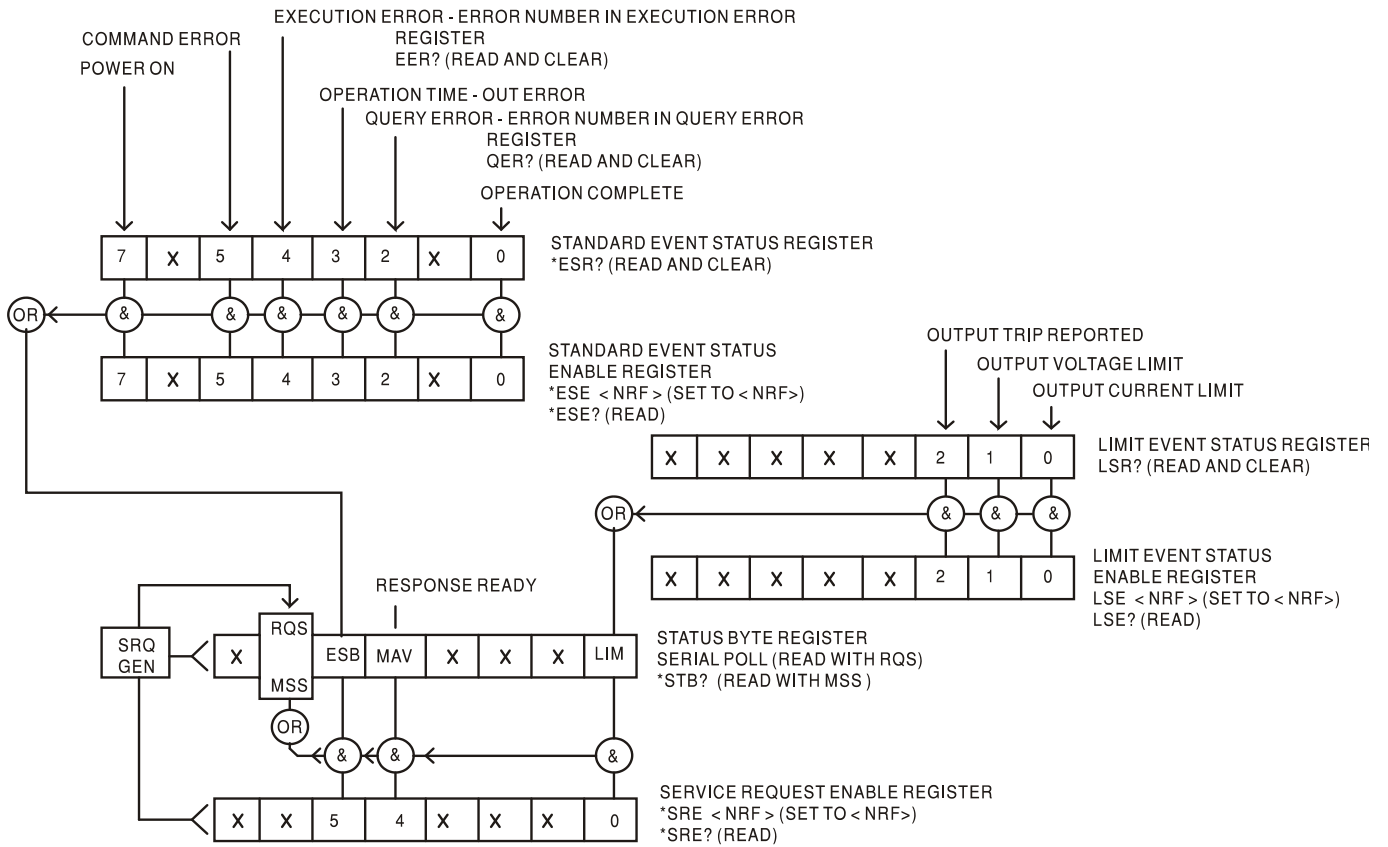 EXECUTION ERROR - ERROR NUMBER IN EXECUTION ERROR
REGISTER
EER? (READ AND CLEAR)
COMMAND ERROR
POWER ON
OPERATION TIME - OUT ERROR
QUERY ERROR - ERROR NUMBER IN QUERY ERROR
REGISTER
QER? (READ AND CLEAR)
OPERATION COMPLETE
7 X 5 4 3 2 X 0
STANDARD EVENT STATUS REGISTER
*ESR? (READ AND CLEAR)
OR & & & & & &
7 X 5 4 3 2 X 0
STANDARD EVENT STATUS
ENABLE REGISTER
*ESE < NRF > (SET TO < NRF>)
*ESE? (READ)
OUTPUT TRIP REPORTED
OUTPUT VOLTAGE LIMIT
OUTPUT CURRENT LIMIT
X X X X X 2 1 0
LIMIT EVENT STATUS REGISTER
LSR? (READ AND CLEAR)
OR & & &
X X X X X 2 1 0
LIMIT EVENT STATUS
ENABLE REGISTER
LSE < NRF > (SET TO < NRF>)
LSE? (READ)
RESPONSE READY
SRQ
GEN
X RQS MSS ESB MAV X X X LIM
STATUS BYTE REGISTER
SERIAL POLL (READ WITH RQS)
*STB? (READ WITH MSS )
OR & & &
X X 5 4 X X X 0
SERVICE REQUEST ENABLE REGISTER
*SRE < NRF > (SET TO < NRF>)
*SRE? (READ)